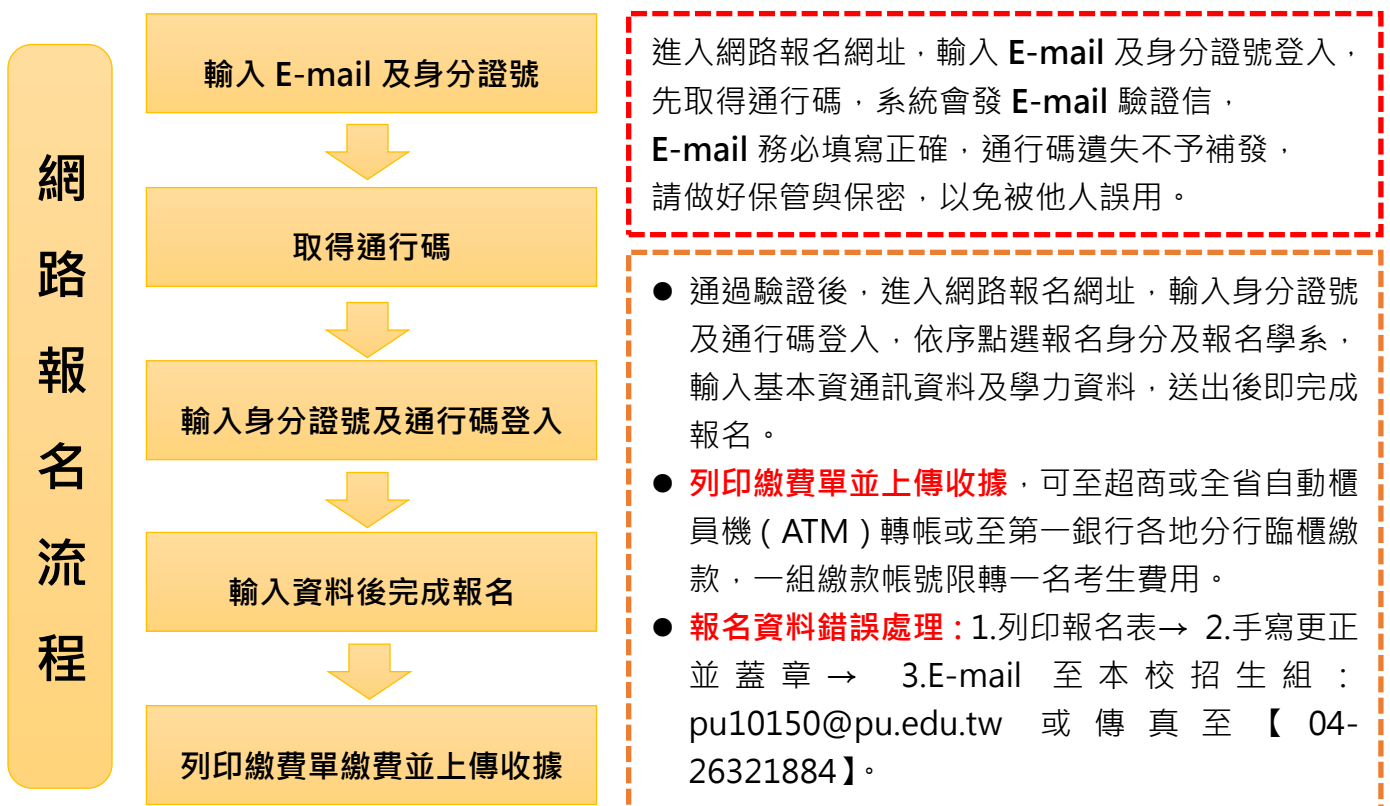 網
路
報
名
流
程
輸入 E-mail 及身分證號
取得通行碼
輸入身分證號及通行碼登入
輸入資料後完成報名
列印繳費單繳費並上傳收據
進入網路報名網址，輸入 E-mail 及身分證號登入，
先取得通行碼，系統會發 E-mail 驗證信，
E-mail 務必填寫正確，通行碼遺失不予補發，
請做好保管與保密，以免被他人誤用。
● 通過驗證後，進入網路報名網址，輸入身分證號
及通行碼登入，依序點選報名身分及報名學系，
輸入基本資通訊資料及學力資料，送出後即完成
報名。
● 列印繳費單並上傳收據，可至超商或全省自動櫃
員機（ATM）轉帳或至第一銀行各地分行臨櫃繳
款，一組繳款帳號限轉一名考生費用。
● 報名資料錯誤處理：1.列印報名表→ 2.手寫更正
並蓋章→ 3.E-mail 至本校招生組：
pu10150@pu.edu.tw 或傳真至【04-
26321884】。